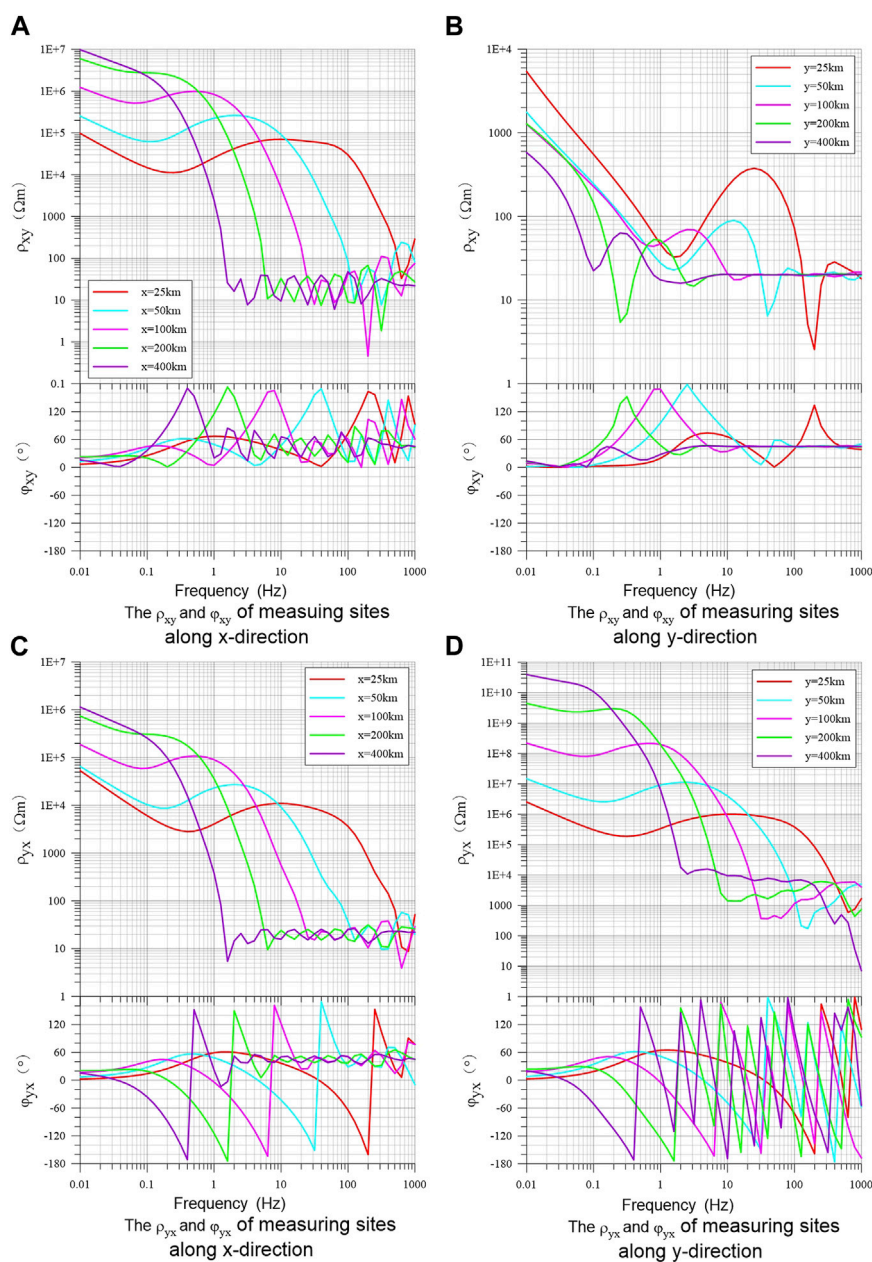 A
1E+7
1E+6
1E+5
1E+4
1000
100
10
1
0.1
ρxy (Ωm)
x=25km
x=50km
x=100km
x=200km
x=400km
120
60
0
-60
-120
-180
φxy (°)
0.01 0.1 1 10 100 1000
Frequency (Hz)
The ρxy and φxy of measuring sites
along x-direction
B
1E+4
1000
100
10
1
ρxy (Ωm)
y=25km
y=50km
y=100km
y=200km
y=400km
120
60
0
-60
-120
-180
φxy (°)
0.01 0.1 1 10 100 1000
Frequency (Hz)
The ρxy and φxy of measuring sites
along y-direction
C
1E+7
1E+6
1E+5
1E+4
1000
100
10
1
ρyx (Ωm)
x=25km
x=50km
x=100km
x=200km
x=400km
120
60
0
-60
-120
-180
φyx (°)
0.01 0.1 1 10 100 1000
Frequency (Hz)
The ρyx and φyx of measuring sites
along x-direction
D
1E+11
1E+10
1E+9
1E+8
1E+7
1E+6
1E+5
1E+4
1000
100
10
1
ρyx (Ωm)
y=25km
y=50km
y=100km
y=200km
y=400km
120
60
0
-60
-120
-180
φyx (°)
0.01 0.1 1 10 100 1000
Frequency (Hz)
The ρyx and φyx of measuring sites
along y-direction